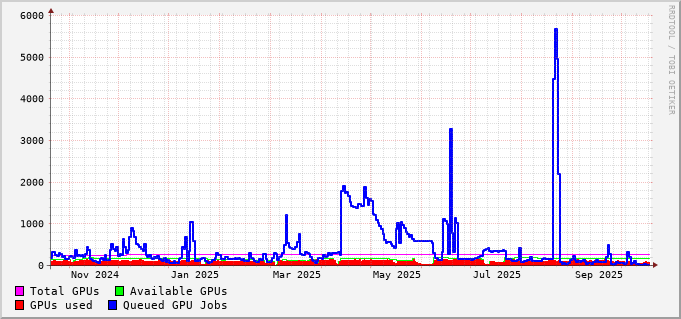 6000
5000
4000
3000
2000
1000
0
Nov 2024 Jan 2025 Mar 2025 May 2025 Jul 2025 Sep 2025
Total GPUs Available GPUs
GPUs used Queued GPU Jobs
RRDTOOL / TOBI OETIKER